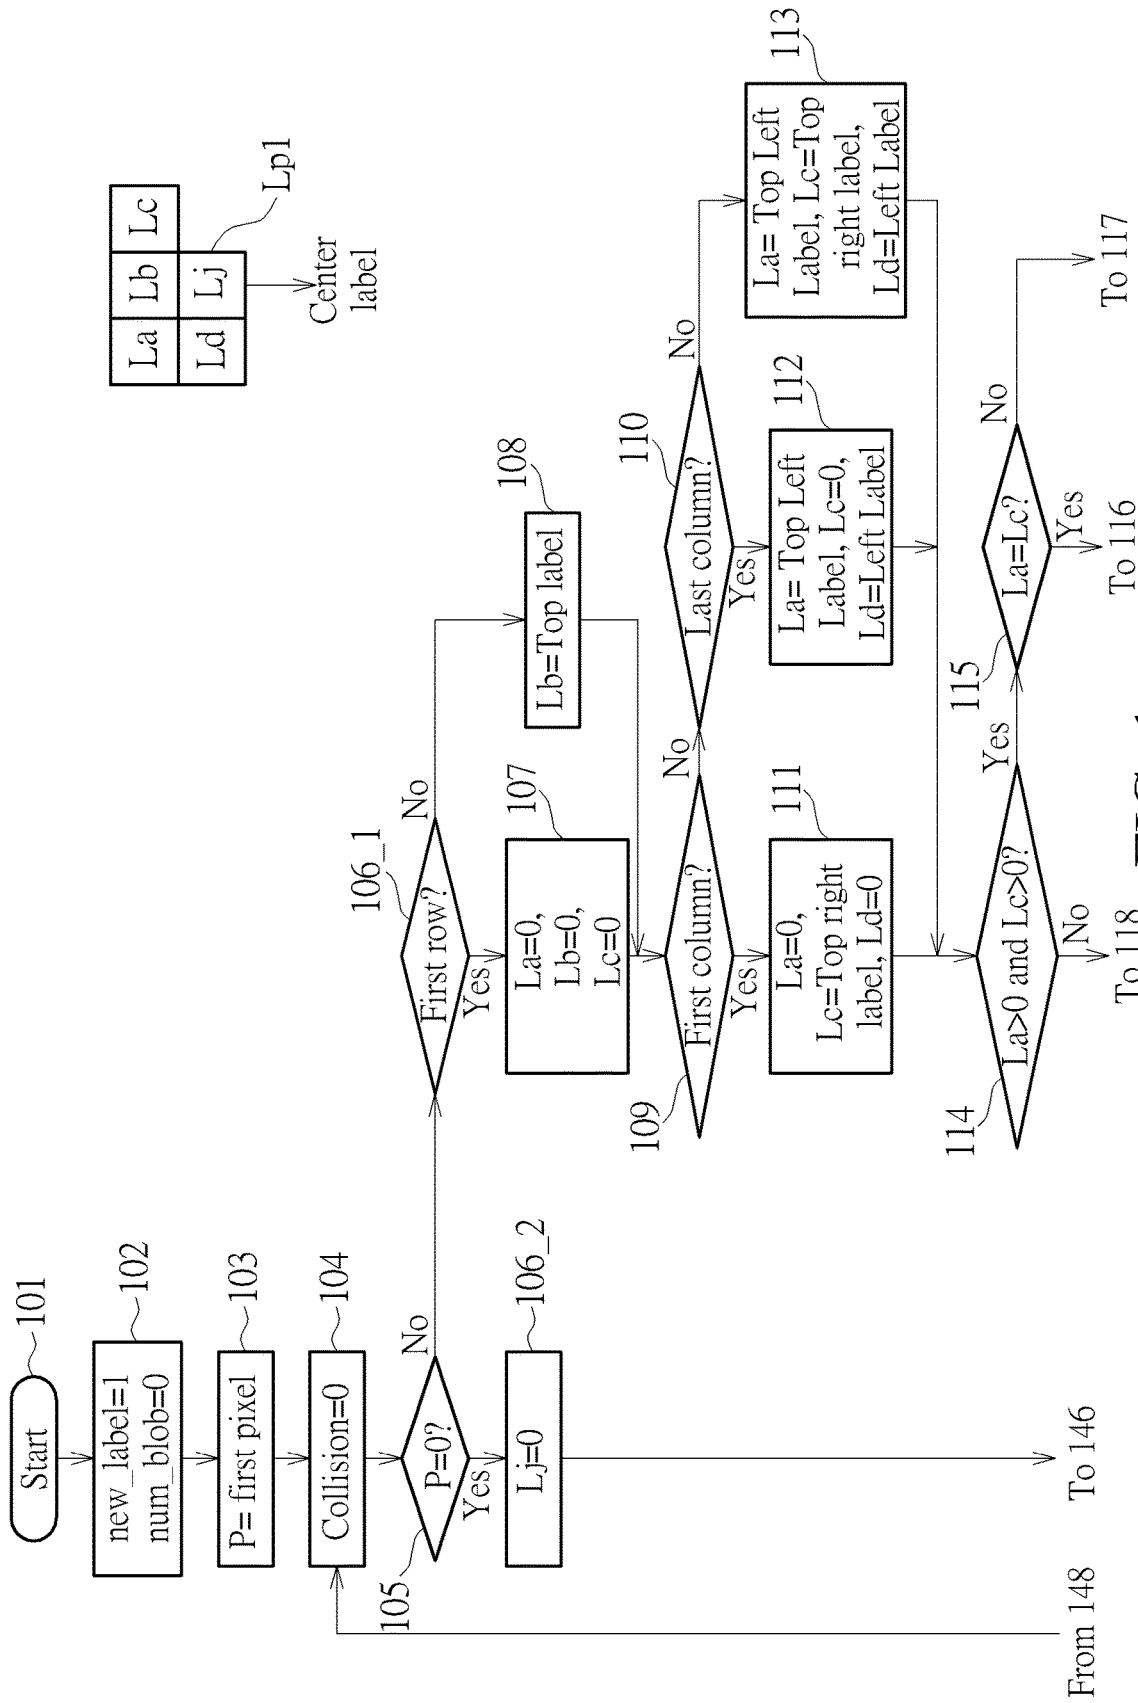 Start
101
new_label=1
num_blob=0
102
P= first pixel
103
Collision=0
104
P=0?
105
Yes
No
Lj=0
106_2
To 146
From 148
First row?
106_1
Yes
No
La=0,
Lb=0,
Lc=0
107
Lb=Top label
108
First column?
109
Yes
No
Last column?
110
Yes
No
La=0,
Lc=Top right
label, Ld=0
111
La= Top Left
Label, Lc=0,
Ld=Left Label
112
La= Top Left
Label, Lc=Top
right label,
Ld=Left Label
113
La>0 and Lc>0?
114
Yes
No
To 118
La=Lc?
115
Yes
No
To 116
To 117
La Lb Lc
Ld Lj
Lp1
Center
label